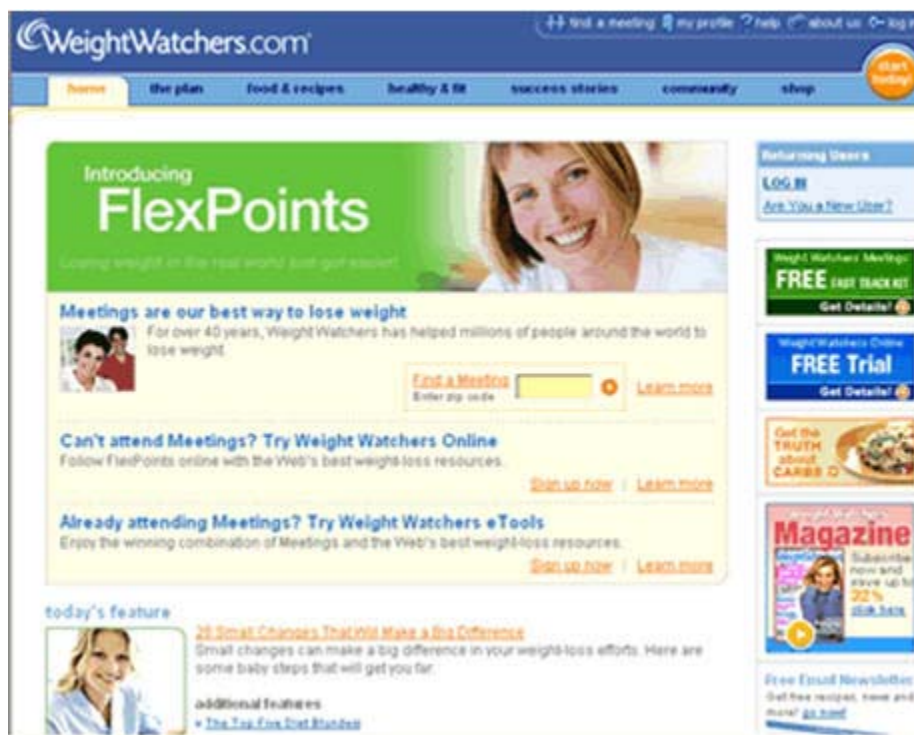 WeightWatchers.com
find a meeting my profile ? help about us log in
start
today!
home the plan food & recipes healthy & fit success stories community shop
Introducing
FlexPoints
Losing weight in the real world just got easier!
Meetings are our best way to lose weight
For over 40 years, Weight Watchers has helped millions of people around the world to
lose weight.
Find a Meeting
Enter zip code
Learn more
Can't attend Meetings? Try Weight Watchers Online
Follow FlexPoints online with the Web's best weight-loss resources.
Sign up now | Learn more
Already attending Meetings? Try Weight Watchers eTools
Enjoy the winning combination of Meetings and the Web's best weight-loss resources.
Sign up now | Learn more
today's feature
20 Small Changes That Will Make a Big Difference
Small changes can make a big difference in your weight-loss efforts. Here are
some baby steps that will get you far.
additional features
» The Top Five Diet Blunders
Returning Users
LOG IN
Are You a New User?
Weight Watchers Meetings
FREE FAST TRACK KIT
Get Details!
Weight Watchers Online
FREE Trial
Get Details!
Get the
TRUTH
about
CARBS
Weight Watchers
Magazine
Subscribe
now and
save up to
32%
click here
Free Email Newsletter
Get free recipes, news and
more! go now!